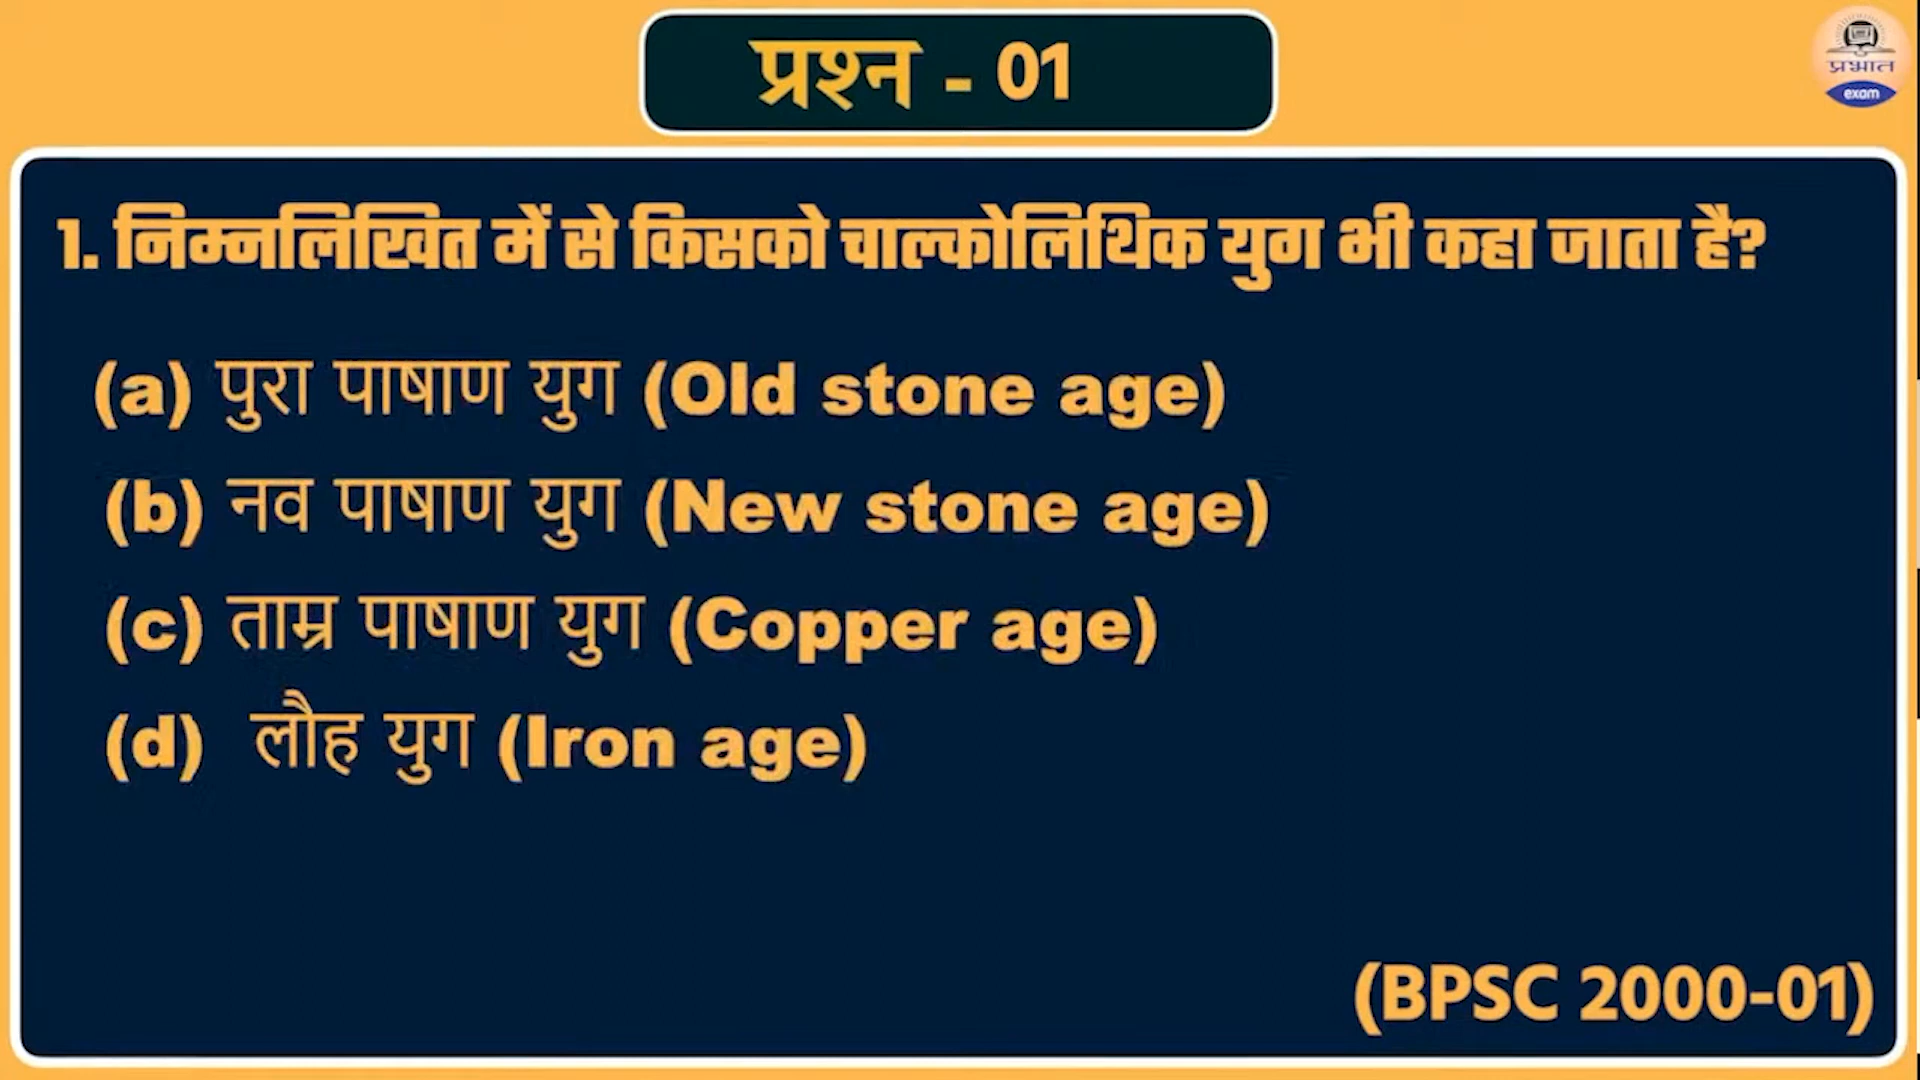 प्रश्न - 01
प्रभात
exam
1. निम्नलिखित में से किसको चाल्कोलिथिक युग भी कहा जाता है?
(a) पुरा पाषाण युग (Old stone age)
(b) नव पाषाण युग (New stone age)
(c) ताम्र पाषाण युग (Copper age)
(d) लौह युग (Iron age)
(BPSC 2000-01)